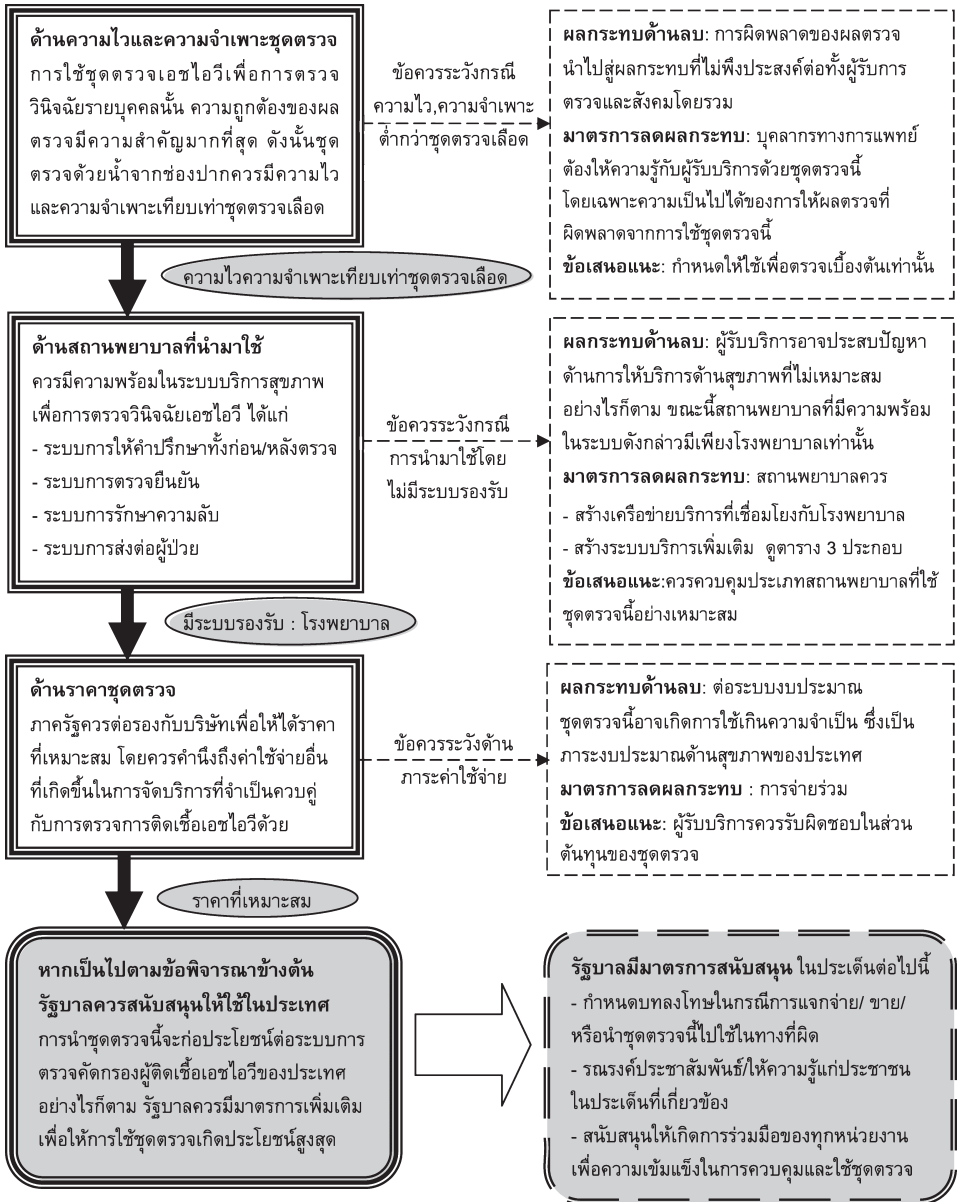 ด้านความไวและความจำเพาะชุดตรวจ
การใช้ชุดตรวจเอชไอวีเพื่อการตรวจ
วินิจฉัยรายบุคคลนั้น ความถูกต้องของผล
ตรวจมีความสำคัญมากที่สุด ดังนั้นชุด
ตรวจด้วยน้ำจากช่องปากควรมีความไว
และความจำเพาะเทียบเท่าชุดตรวจเลือด
ข้อควรระวังกรณี
ความไว,ความจำเพาะ
ต่ำกว่าชุดตรวจเลือด
ผลกระทบด้านลบ: การผิดพลาดของผลตรวจ
นำไปสู่ผลกระทบที่ไม่พึงประสงค์ต่อทั้งผู้รับการ
ตรวจและสังคมโดยรวม
มาตรการลดผลกระทบ: บุคลากรทางการแพทย์
ต้องให้ความรู้กับผู้รับบริการด้วยชุดตรวจนี้
โดยเฉพาะความเป็นไปได้ของการให้ผลตรวจที่
ผิดพลาดจากการใช้ชุดตรวจนี้
ข้อเสนอแนะ: กำหนดให้ใช้เพื่อตรวจเบื้องต้นเท่านั้น
ความไวความจำเพาะเทียบเท่าชุดตรวจเลือด
ด้านสถานพยาบาลที่นำมาใช้
ควรมีความพร้อมในระบบบริการสุขภาพ
เพื่อการตรวจวินิจฉัยเอชไอวี ได้แก่
- ระบบการให้คำปรึกษาทั้งก่อน/หลังตรวจ
- ระบบการตรวจยืนยัน
- ระบบการรักษาความลับ
- ระบบการส่งต่อผู้ป่วย
ข้อควรระวังกรณี
การนำมาใช้โดย
ไม่มีระบบรองรับ
ผลกระทบด้านลบ: ผู้รับบริการอาจประสบปัญหา
ด้านการให้บริการด้านสุขภาพที่ไม่เหมาะสม
อย่างไรก็ตาม ขณะนี้สถานพยาบาลที่มีความพร้อม
ในระบบดังกล่าวมีเพียงโรงพยาบาลเท่านั้น
มาตรการลดผลกระทบ: สถานพยาบาลควร
- สร้างเครือข่ายบริการที่เชื่อมโยงกับโรงพยาบาล
- สร้างระบบบริการเพิ่มเติม ดูตาราง 3 ประกอบ
ข้อเสนอแนะ:ควรควบคุมประเภทสถานพยาบาลที่ใช้
ชุดตรวจนี้อย่างเหมาะสม
มีระบบรองรับ : โรงพยาบาล
ด้านราคาชุดตรวจ
ภาครัฐควรต่อรองกับบริษัทเพื่อให้ได้ราคา
ที่เหมาะสม โดยควรคำนึงถึงค่าใช้จ่ายอื่น
ที่เกิดขึ้นในการจัดบริการที่จำเป็นควบคู่
กับการตรวจการติดเชื้อเอชไอวีด้วย
ข้อควรระวังด้าน
ภาระค่าใช้จ่าย
ผลกระทบด้านลบ: ต่อระบบงบประมาณ
ชุดตรวจนี้อาจเกิดการใช้เกินความจำเป็น ซึ่งเป็น
ภาระงบประมาณด้านสุขภาพของประเทศ
มาตรการลดผลกระทบ : การจ่ายร่วม
ข้อเสนอแนะ: ผู้รับบริการควรรับผิดชอบในส่วน
ต้นทุนของชุดตรวจ
ราคาที่เหมาะสม
หากเป็นไปตามข้อพิจารณาข้างต้น
รัฐบาลควรสนับสนุนให้ใช้ในประเทศ
การนำชุดตรวจนี้จะก่อประโยชน์ต่อระบบการ
ตรวจคัดกรองผู้ติดเชื้อเอชไอวีของประเทศ
อย่างไรก็ตาม รัฐบาลควรมีมาตรการเพิ่มเติม
เพื่อให้การใช้ชุดตรวจเกิดประโยชน์สูงสุด
รัฐบาลมีมาตรการสนับสนุน ในประเด็นต่อไปนี้
- กำหนดบทลงโทษในกรณีการแจกจ่าย/ ขาย/
หรือนำชุดตรวจนี้ไปใช้ในทางที่ผิด
- รณรงค์ประชาสัมพันธ์/ให้ความรู้แก่ประชาชน
ในประเด็นที่เกี่ยวข้อง
- สนับสนุนให้เกิดการร่วมมือของทุกหน่วยงาน
เพื่อความเข้มแข็งในการควบคุมและใช้ชุดตรวจ